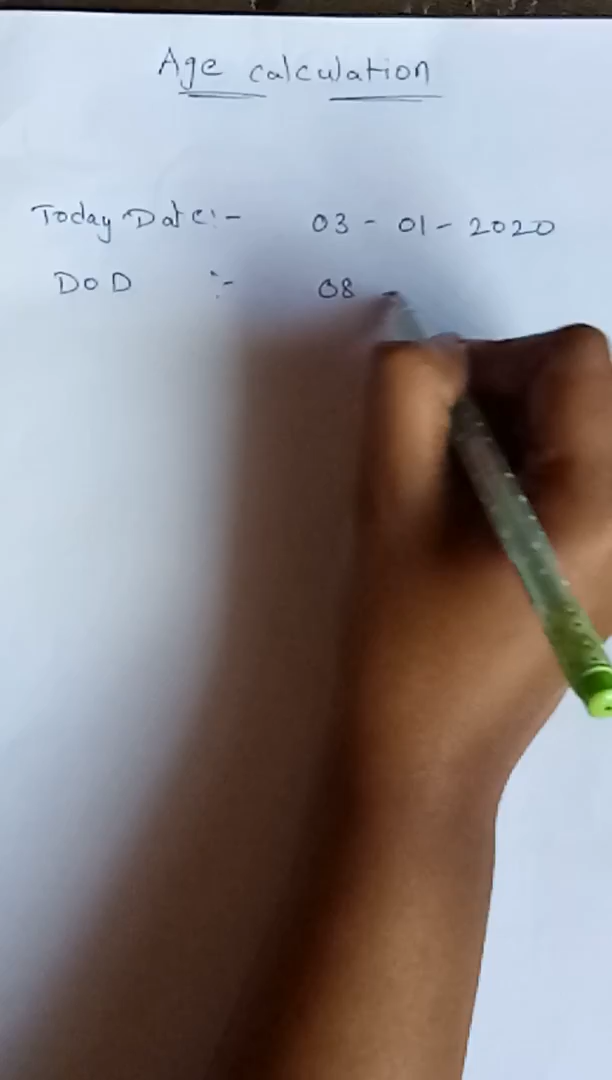 Age calculation
Today Date:- 03 - 01 - 2020
DOD :- 08 -